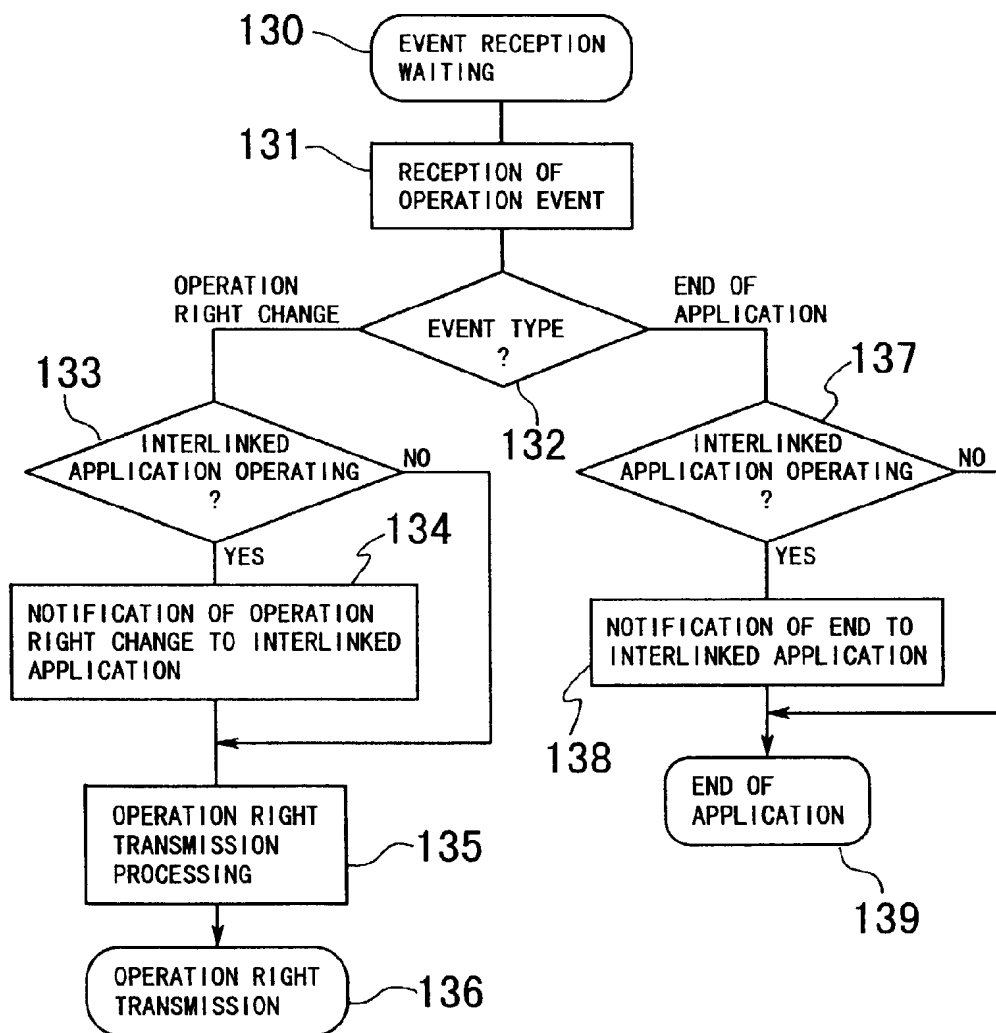 130
EVENT RECEPTION
WAITING
131
RECEPTION OF
OPERATION EVENT
OPERATION
RIGHT CHANGE
END OF
APPLICATION
EVENT TYPE
?
132
133
INTERLINKED
APPLICATION OPERATING
?
NO
YES
137
INTERLINKED
APPLICATION OPERATING
?
NO
YES
134
NOTIFICATION OF OPERATION
RIGHT CHANGE TO INTERLINKED
APPLICATION
NOTIFICATION OF END TO
INTERLINKED APPLICATION
138
OPERATION RIGHT
TRANSMISSION
PROCESSING
135
END OF
APPLICATION
139
OPERATION RIGHT
TRANSMISSION
136